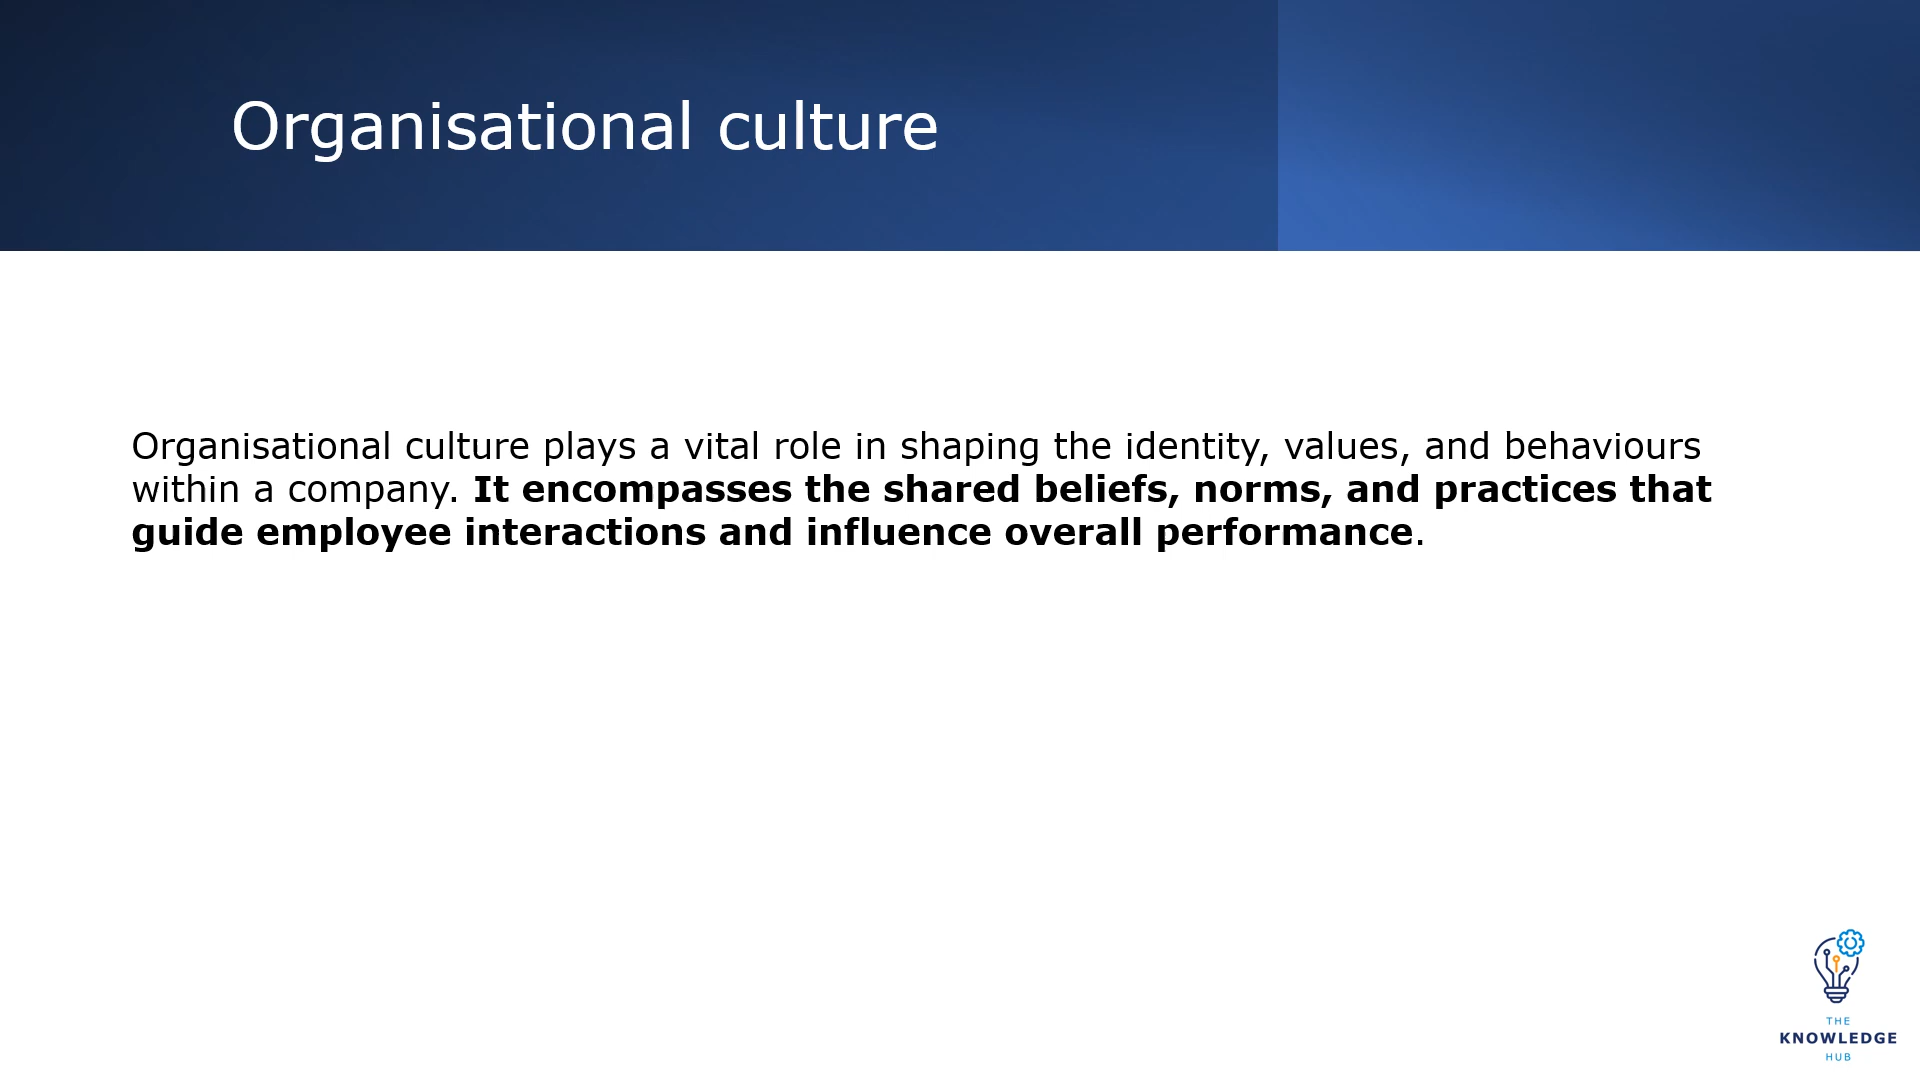 Organisational culture
Organisational culture plays a vital role in shaping the identity, values, and behaviours
within a company. It encompasses the shared beliefs, norms, and practices that
guide employee interactions and influence overall performance.
THE
KNOWLEDGE
HUB